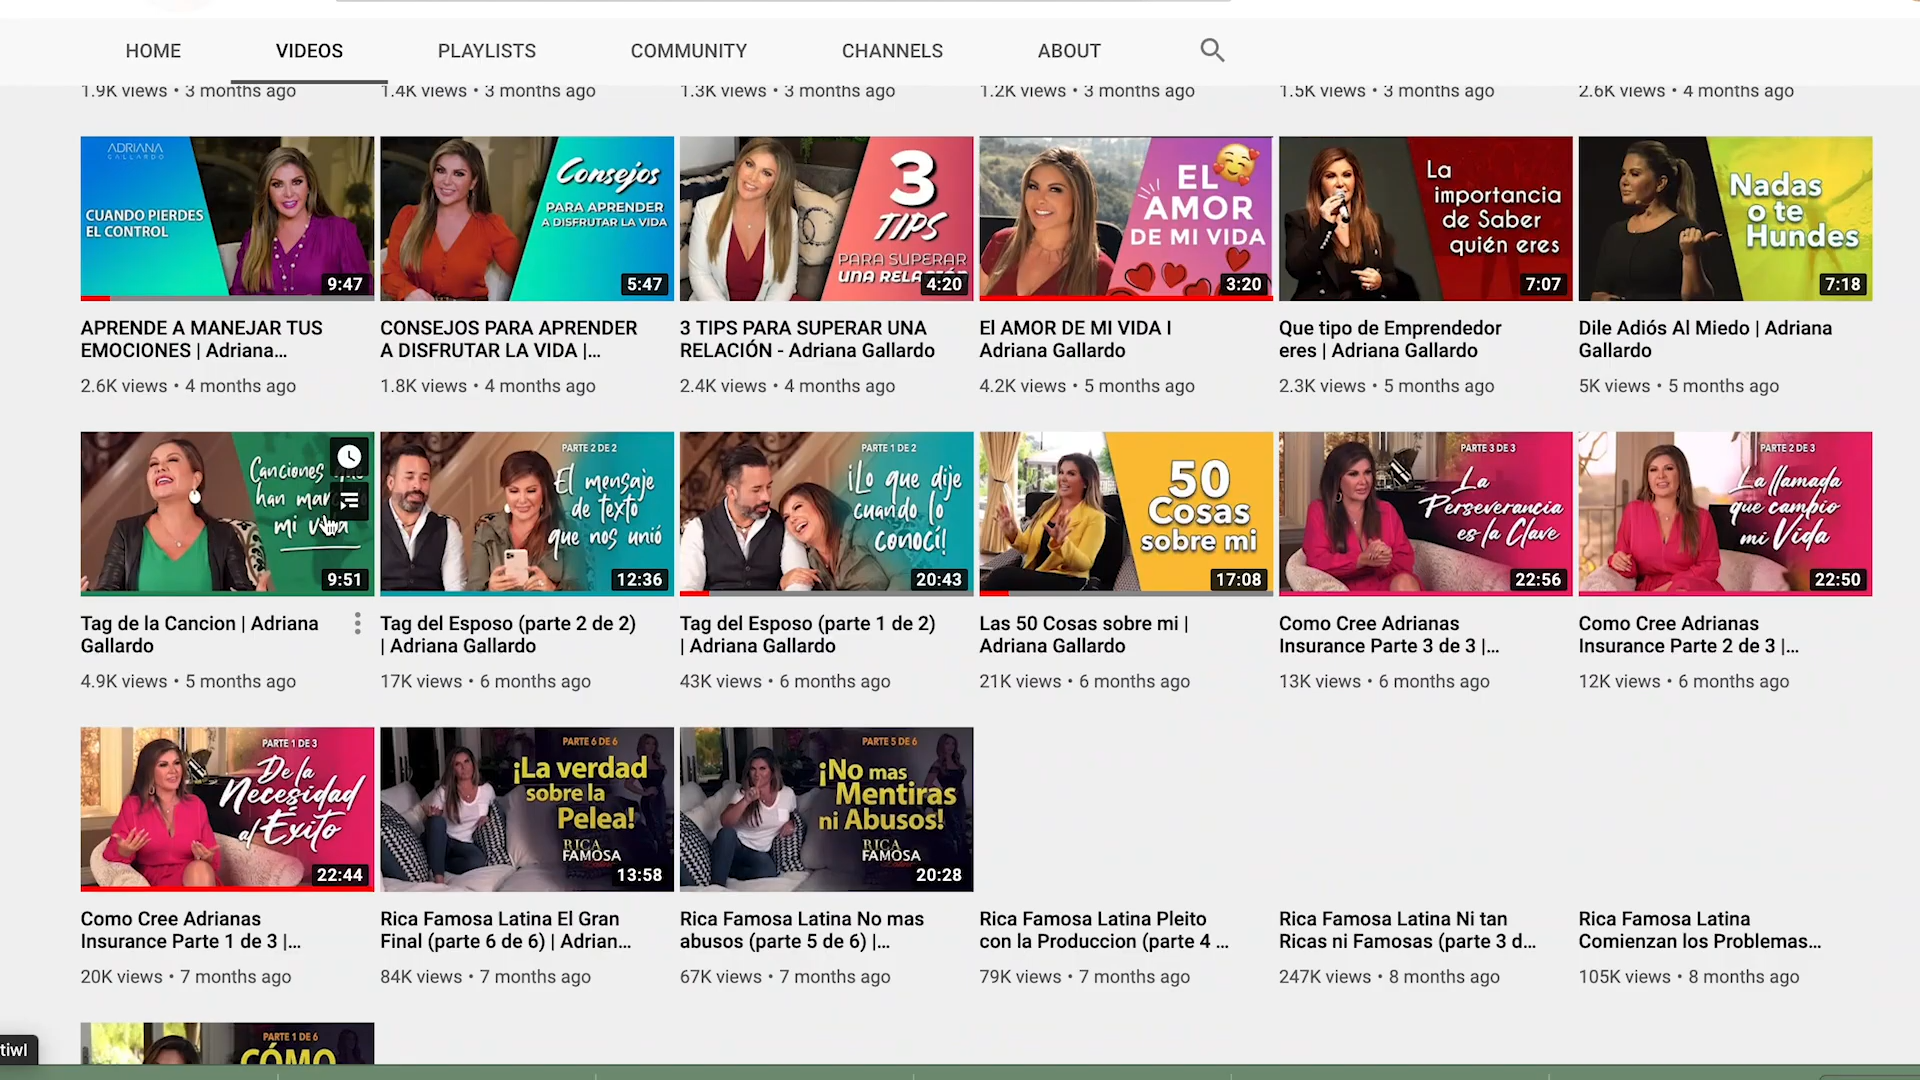 HOME VIDEOS PLAYLISTS COMMUNITY CHANNELS ABOUT
1.9K views • 3 months ago
1.4K views • 3 months ago
1.3K views • 3 months ago
1.2K views • 3 months ago
1.5K views • 3 months ago
2.6K views • 4 months ago
ADRIANA
GALLARDO
CUANDO PIERDES
EL CONTROL
9:47
Consejos
PARA APRENDER
A DISFRUTAR LA VIDA
5:47
3
TIPS
PARA SUPERAR
UNA RELACIÓN
4:20
EL
AMOR
DE MI VIDA
3:20
La
importancia
de Saber
quién eres
7:07
Nadas
o te
Hundes
7:18
APRENDE A MANEJAR TUS
EMOCIONES | Adriana...
2.6K views • 4 months ago
CONSEJOS PARA APRENDER
A DISFRUTAR LA VIDA |...
1.8K views • 4 months ago
3 TIPS PARA SUPERAR UNA
RELACIÓN - Adriana Gallardo
2.4K views • 4 months ago
El AMOR DE MI VIDA I
Adriana Gallardo
4.2K views • 5 months ago
Que tipo de Emprendedor
eres | Adriana Gallardo
2.3K views • 5 months ago
Dile Adiós Al Miedo | Adriana
Gallardo
5K views • 5 months ago
Canciones
han
mi vida
9:51
PARTE 2 DE 2
El mensaje
de texto
que nos unió
12:36
PARTE 1 DE 2
¡Lo que dije
cuando lo
conocí!
20:43
50
Cosas
sobre mi
17:08
PARTE 3 DE 3
La
Perseverancia
es la Clave
22:56
PARTE 2 DE 3
La llamada
que cambio
mi Vida
22:50
Tag de la Cancion | Adriana
Gallardo
4.9K views • 5 months ago
Tag del Esposo (parte 2 de 2)
| Adriana Gallardo
17K views • 6 months ago
Tag del Esposo (parte 1 de 2)
| Adriana Gallardo
43K views • 6 months ago
Las 50 Cosas sobre mi |
Adriana Gallardo
21K views • 6 months ago
Como Cree Adrianas
Insurance Parte 3 de 3 |...
13K views • 6 months ago
Como Cree Adrianas
Insurance Parte 2 de 3 |...
12K views • 6 months ago
PARTE 1 DE 3
De la
Necesidad
al Éxito
22:44
PARTE 6 DE 6
¡La verdad
sobre la
Pelea!
RICA
FAMOSA
13:58
PARTE 5 DE 6
¡No mas
Mentiras
ni Abusos!
RICA
FAMOSA
20:28
Como Cree Adrianas
Insurance Parte 1 de 3 |...
20K views • 7 months ago
Rica Famosa Latina El Gran
Final (parte 6 de 6) | Adrian...
84K views • 7 months ago
Rica Famosa Latina No mas
abusos (parte 5 de 6) |...
67K views • 7 months ago
Rica Famosa Latina Pleito
con la Produccion (parte 4 ...
79K views • 7 months ago
Rica Famosa Latina Ni tan
Ricas ni Famosas (parte 3 d...
247K views • 8 months ago
Rica Famosa Latina
Comienzan los Problemas...
105K views • 8 months ago
PARTE 1 DE 6
CÓMO
tiwl